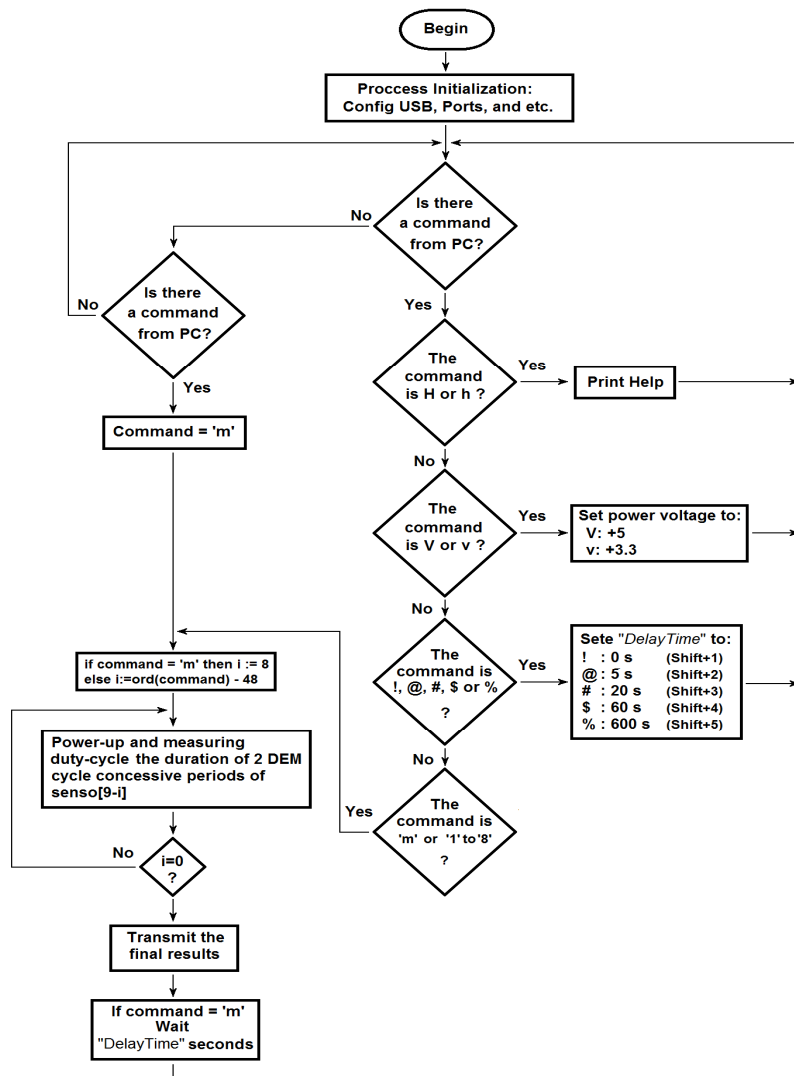 Begin
Proccess Initialization:
Config USB, Ports, and etc.
Is there
a command
from PC?
No
Yes
Is there
a command
from PC?
No
Yes
Command = 'm'
The
command
is H or h ?
Yes
Print Help
No
The
command
is V or v ?
Yes
Set power voltage to:
V: +5
v: +3.3
No
The
command is
!, @, #, $ or %
?
Yes
Sete "DelayTime" to:
! : 0 s (Shift+1)
@ : 5 s (Shift+2)
# : 20 s (Shift+3)
$ : 60 s (Shift+4)
% : 600 s (Shift+5)
No
The
command is
'm' or '1' to '8'
?
Yes
if command = 'm' then i := 8
else i:=ord(command) - 48
Power-up and measuring
duty-cycle the duration of 2 DEM
cycle concessive periods of
senso[9-i]
i=0
?
No
Transmit the
final results
If command = 'm'
Wait
"DelayTime" seconds